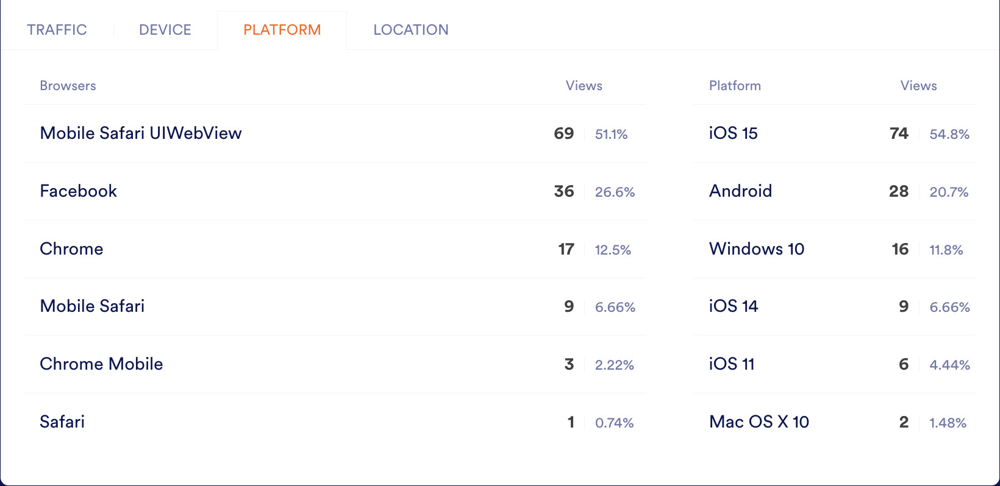 TRAFFIC DEVICE PLATFORM LOCATION
Browsers Views Platform Views
Mobile Safari UIWebView 69 51.1% iOS 15 74 54.8%
Facebook 36 26.6% Android 28 20.7%
Chrome 17 12.5% Windows 10 16 11.8%
Mobile Safari 9 6.66% iOS 14 9 6.66%
Chrome Mobile 3 2.22% iOS 11 6 4.44%
Safari 1 0.74% Mac OS X 10 2 1.48%